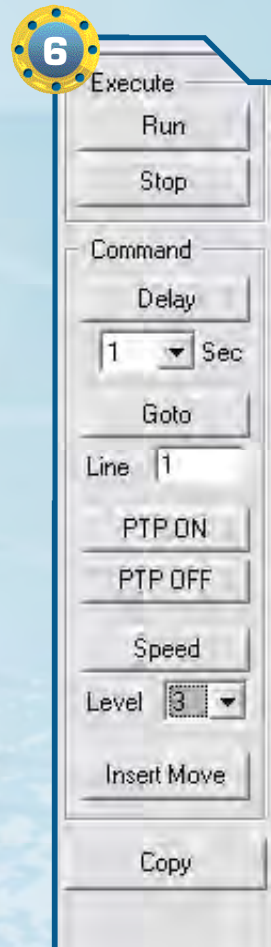 6
Execute
Run
Stop
Command
Delay
1 Sec
Goto
Line 1
PTP ON
PTP OFF
Speed
Level 3
Insert Move
Copy